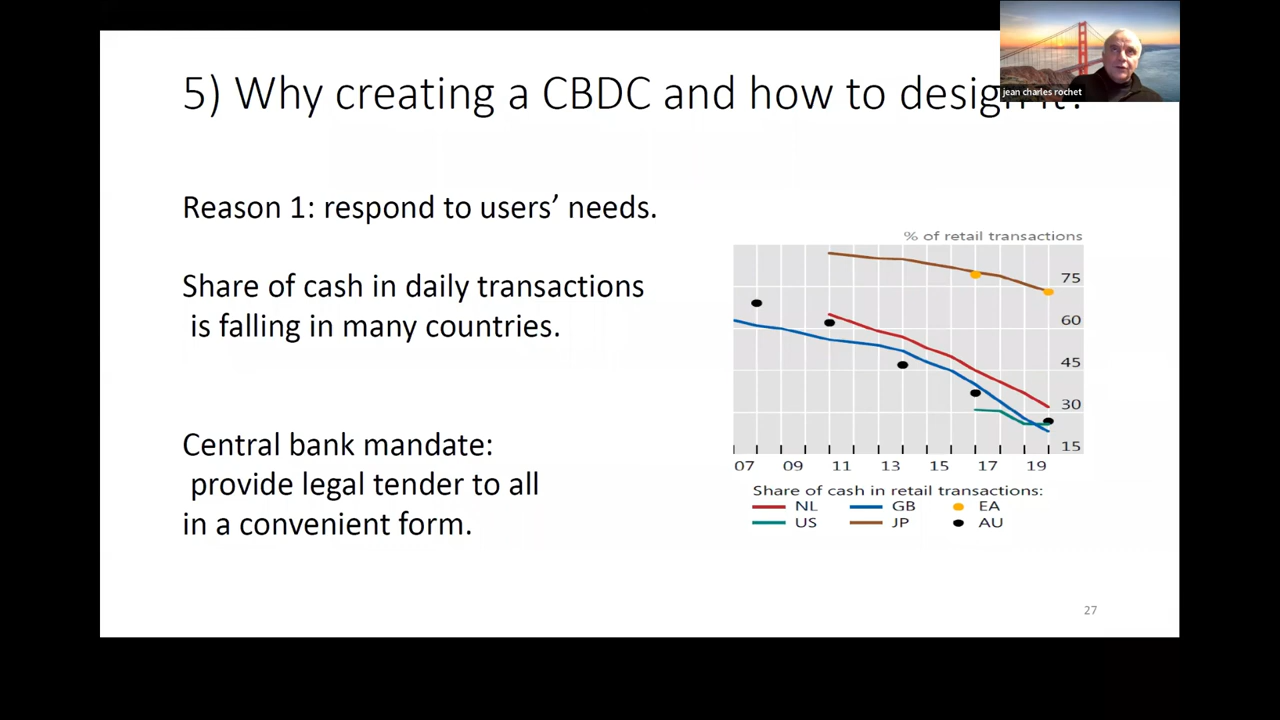 5) Why creating a CBDC and how to design it?
jean charles rochet
Reason 1: respond to users’ needs.
Share of cash in daily transactions
is falling in many countries.
Central bank mandate:
provide legal tender to all
in a convenient form.
% of retail transactions
75
60
45
30
15
07 09 11 13 15 17 19
Share of cash in retail transactions:
NL GB EA
US JP AU
27